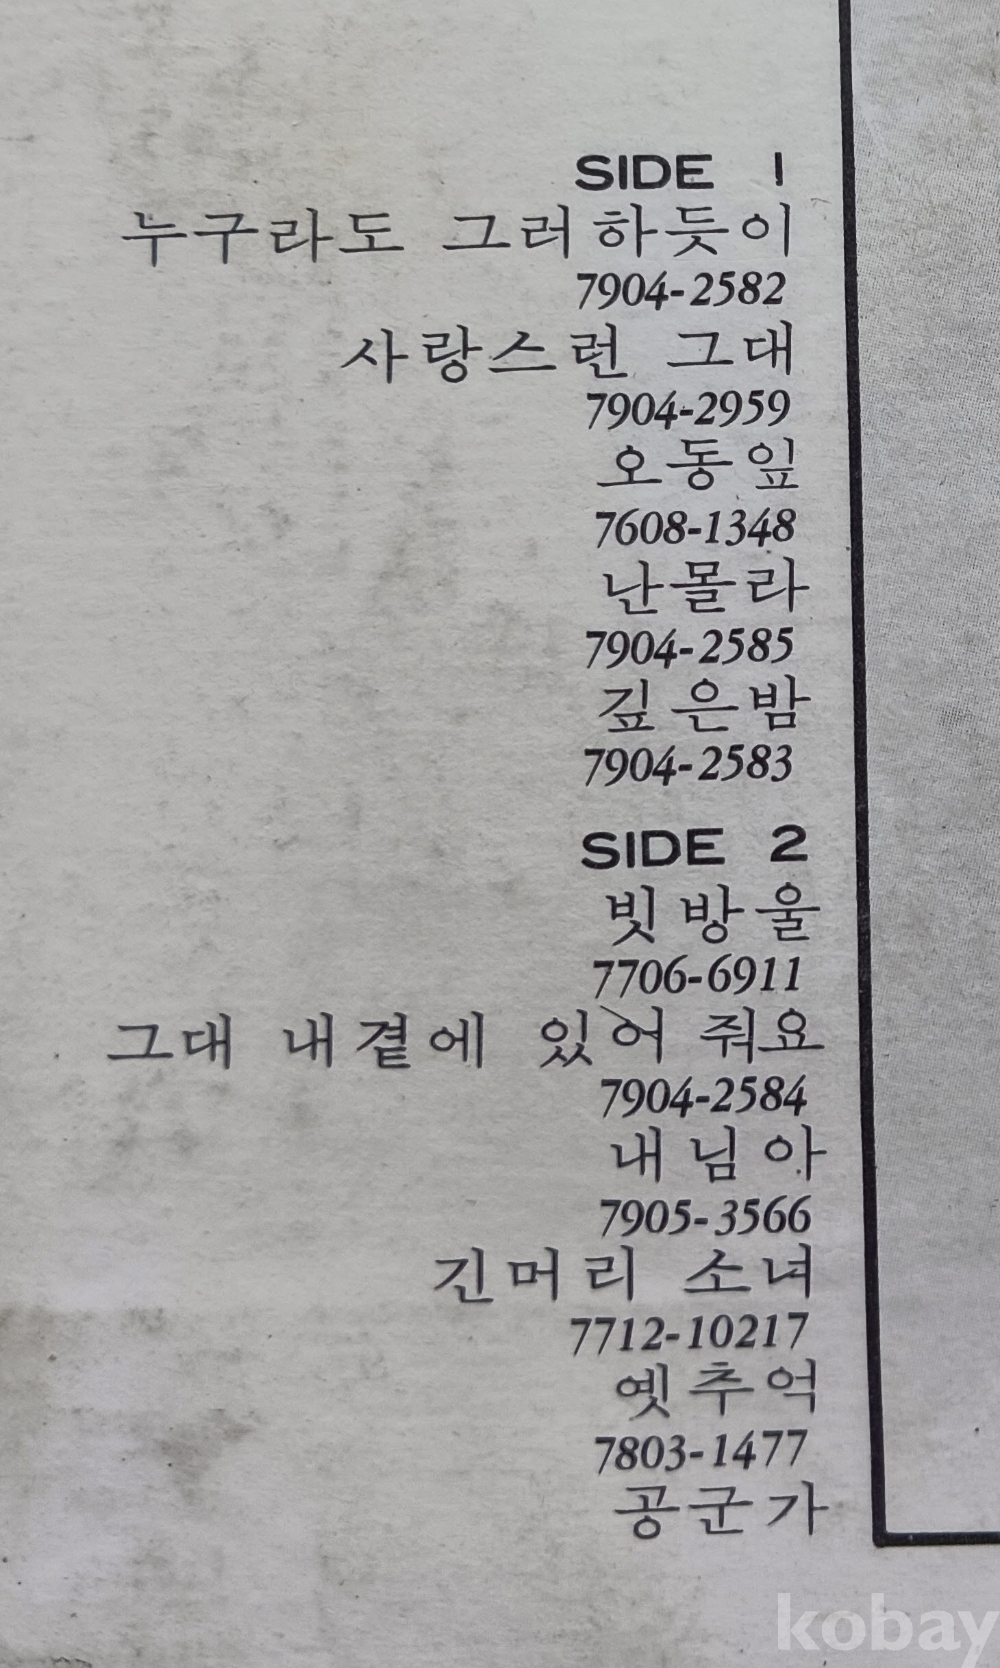 SIDE 1
누구라도 그러하듯이
7904-2582
사랑스런 그대
7904-2959
오동잎
7608-1348
난몰라
7904-2585
깊은밤
7904-2583
SIDE 2
빗방울
7706-6911
그대 내곁에 있어 줘요
7904-2584
내님아
7905-3566
긴머리 소녀
7712-10217
옛추억
7803-1477
공군가
kobay